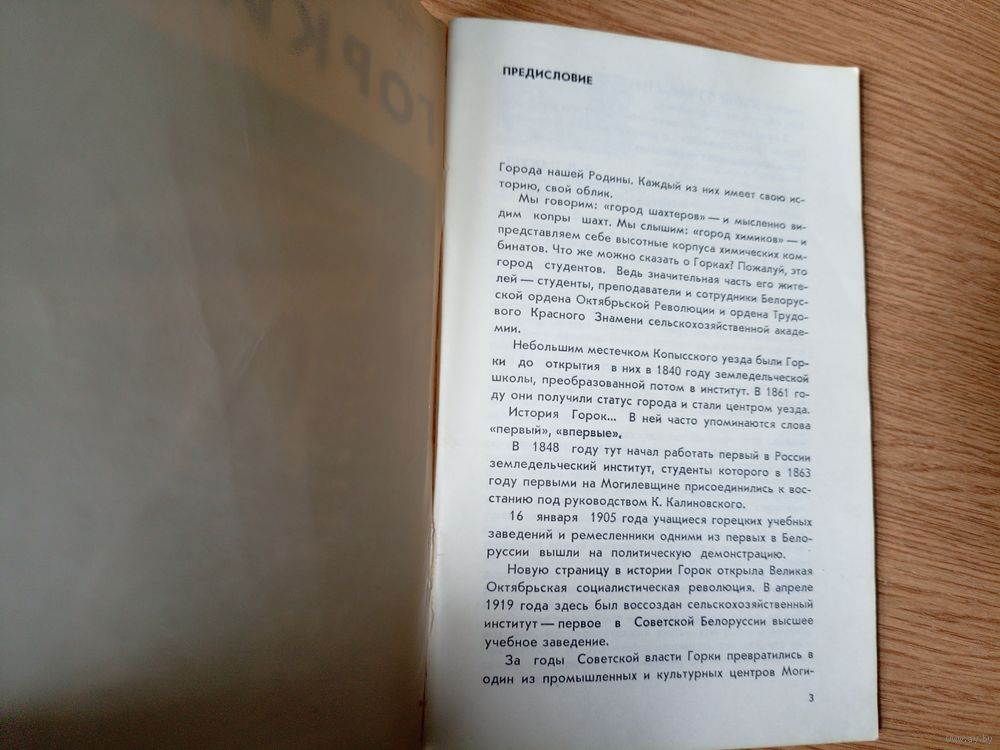 ГОРКИ
ПРЕДИСЛОВИЕ
Города нашей Родины. Каждый из них имеет свою ис-
торию, свой облик.
Мы говорим: «город шахтеров» — и мысленно ви-
дим копры шахт. Мы слышим: «город химиков» — и
представляем себе высотные корпуса химических ком-
бинатов. Что же можно сказать о Горках? Пожалуй, это
город студентов. Ведь значительная часть его жите-
лей — студенты, преподаватели и сотрудники Белорус-
ской ордена Октябрьской Революции и ордена Трудо-
вого Красного Знамени сельскохозяйственной акаде-
мии.
Небольшим местечком Копысского уезда были Гор-
ки до открытия в них в 1840 году земледельческой
школы, преобразованной потом в институт. В 1861 го-
ду они получили статус города и стали центром уезда.
История Горок... В ней часто упоминаются слова
«первый», «впервые».
В 1848 году тут начал работать первый в России
земледельческий институт, студенты которого в 1863
году первыми на Могилевщине присоединились к вос-
станию под руководством К. Калиновского.
16 января 1905 года учащиеся горецких учебных
заведений и ремесленники одними из первых в Бело-
руссии вышли на политическую демонстрацию.
Новую страницу в истории Горок открыла Великая
Октябрьская социалистическая революция. В апреле
1919 года здесь был воссоздан сельскохозяйственный
институт — первое в Советской Белоруссии высшее
учебное заведение.
За годы Советской власти Горки превратились в
один из промышленных и культурных центров Моги-
3
www.ay.by